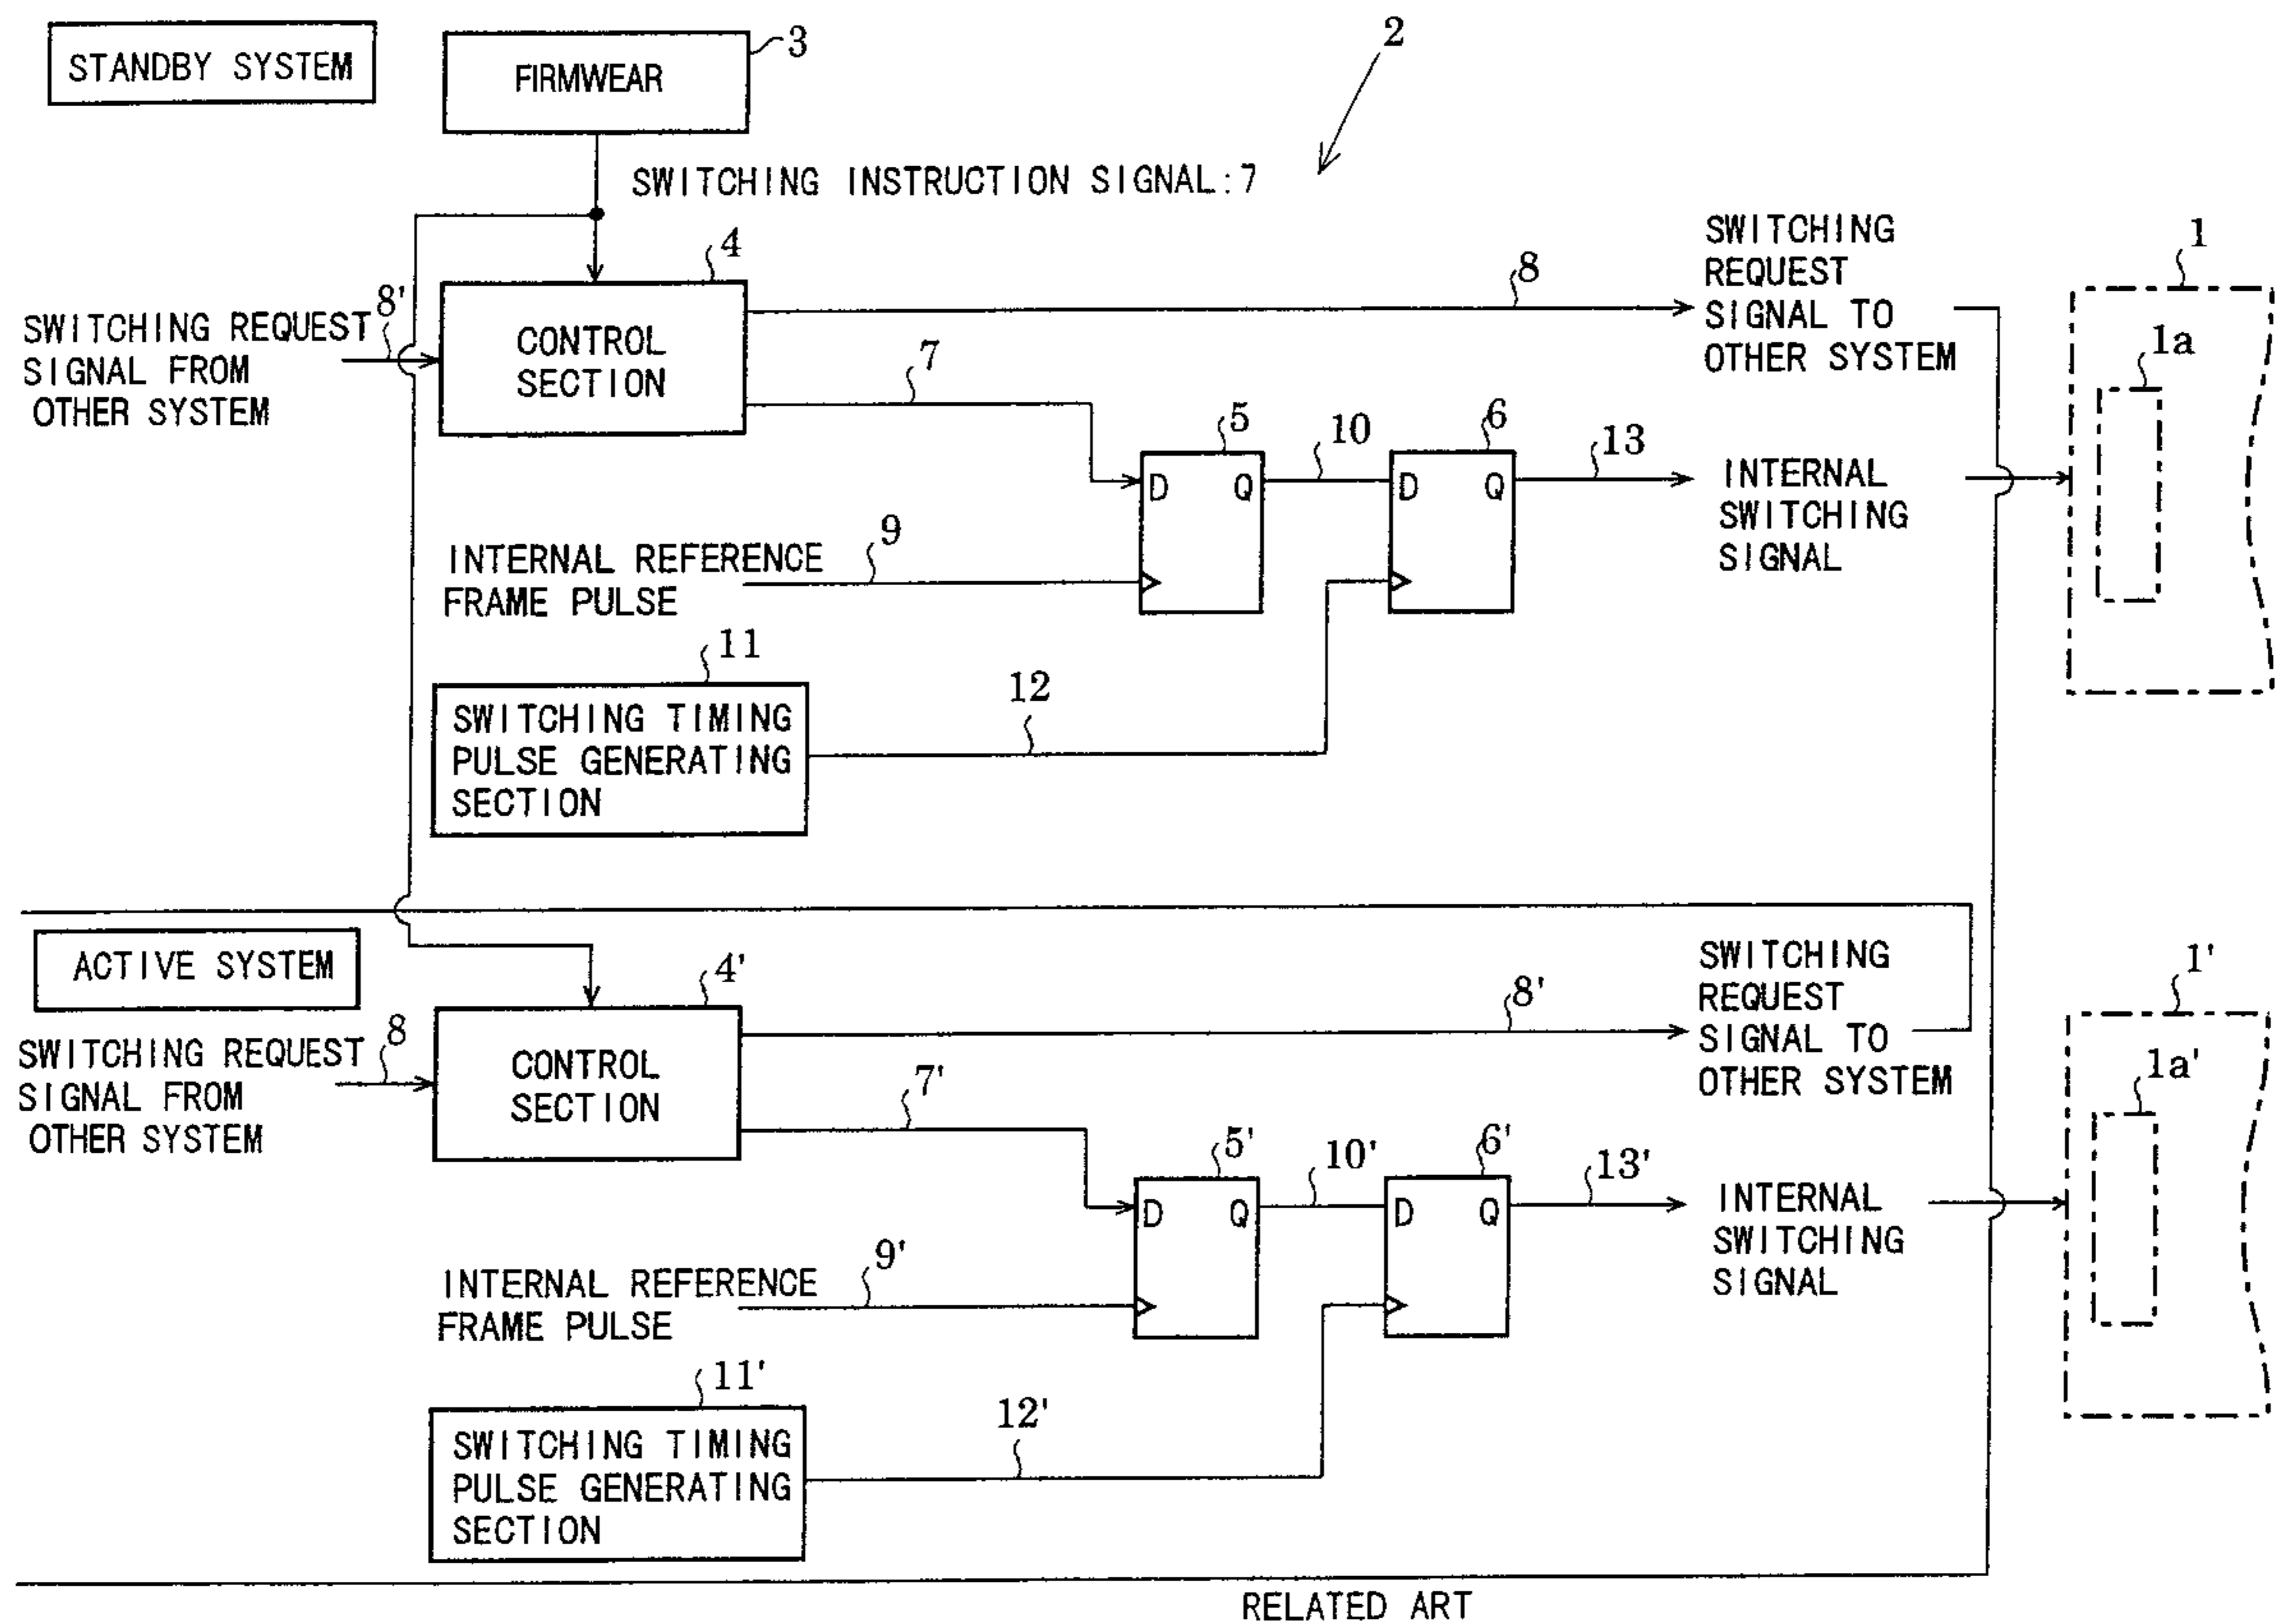 STANDBY SYSTEM
FIRMWEAR
3
2
SWITCHING INSTRUCTION SIGNAL:7
4
8
SWITCHING
REQUEST
SIGNAL TO
OTHER SYSTEM
1
1a
8'
SWITCHING REQUEST
SIGNAL FROM
OTHER SYSTEM
CONTROL
SECTION
7
5
10
6
13
D
Q
D
Q
INTERNAL
SWITCHING
SIGNAL
9
INTERNAL REFERENCE
FRAME PULSE
11
12
SWITCHING TIMING
PULSE GENERATING
SECTION
ACTIVE SYSTEM
4'
8'
SWITCHING
REQUEST
SIGNAL TO
OTHER SYSTEM
1'
1a'
8
SWITCHING REQUEST
SIGNAL FROM
OTHER SYSTEM
CONTROL
SECTION
7'
5'
10'
6'
13'
D
Q
D
Q
INTERNAL
SWITCHING
SIGNAL
9'
INTERNAL REFERENCE
FRAME PULSE
11'
12'
SWITCHING TIMING
PULSE GENERATING
SECTION
RELATED ART